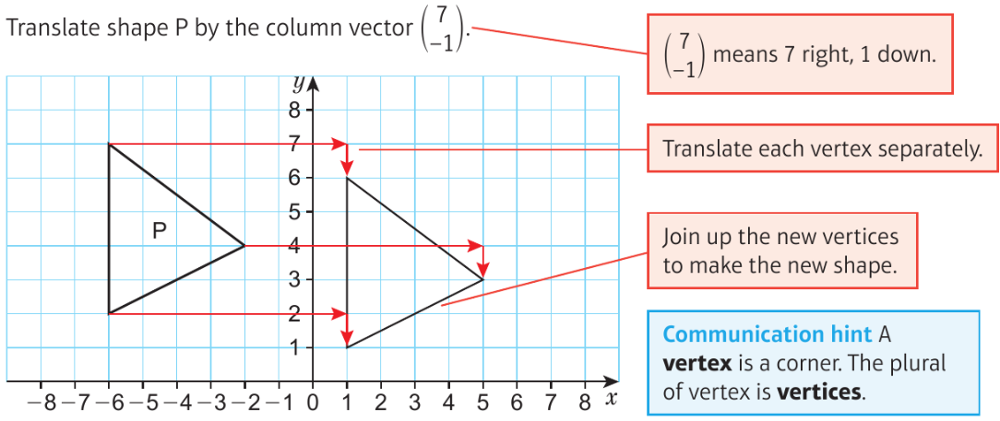 Translate shape P by the column vector (7 −1).
(7 −1) means 7 right, 1 down.
y
8
7
Translate each vertex separately.
6
5
P
4
Join up the new vertices
to make the new shape.
3
2
1
Communication hint A
vertex is a corner. The plural
of vertex is vertices.
−8 −7 −6 −5 −4 −3 −2 −1 0 1 2 3 4 5 6 7 8 x